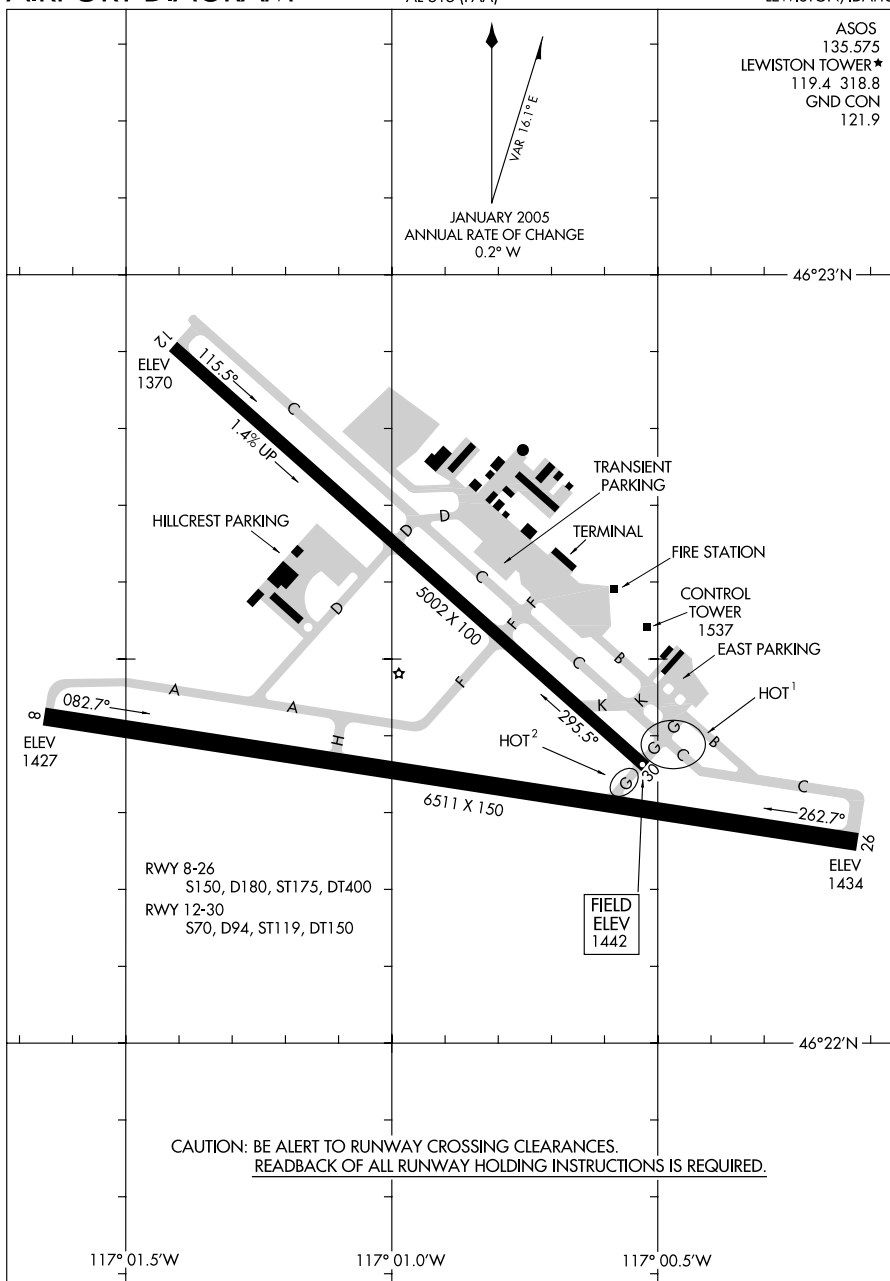 ASOS
135.575
LEWISTON TOWER★
119.4 318.8
GND CON
121.9
VAR 16.1° E
JANUARY 2005
ANNUAL RATE OF CHANGE
0.2° W
46°23'N
12
ELEV
1370
115.5°
C
1.4% UP
TRANSIENT
PARKING
HILLCREST PARKING
D
D
TERMINAL
FIRE STATION
C
D
5002 X 100
F
F
CONTROL
TOWER
1537
B
EAST PARKING
C
F
A
A
082.7°
8
ELEV
1427
K
K
HOT1
H
295.5°
HOT2
G
G
C
B
G
30
C
6511 X 150
262.7°
26
ELEV
1434
RWY 8-26
S150, D180, ST175, DT400
RWY 12-30
S70, D94, ST119, DT150
FIELD
ELEV
1442
46°22'N
CAUTION: BE ALERT TO RUNWAY CROSSING CLEARANCES.
READBACK OF ALL RUNWAY HOLDING INSTRUCTIONS IS REQUIRED.
117° 01.5'W
117° 01.0'W
117° 00.5'W